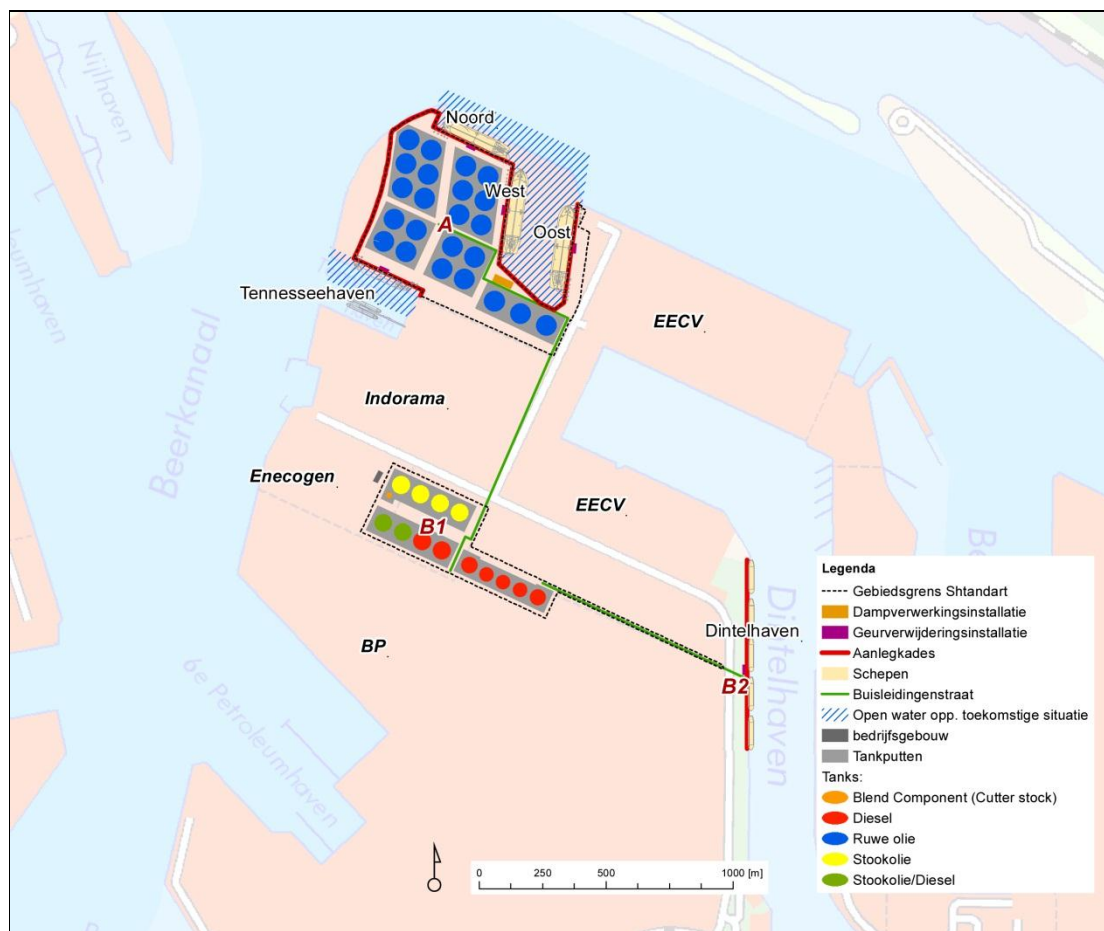 Nijlhaven
Noord
West
A
Oost
Tennesseehaven
EECV
Beerkanaal
Indorama
Enecogen
EECV
B1
BP
Dintelhaven
B2
Dintelhaven
6e Petroleumhaven
Legenda
Gebiedsgrens Shtandart
Dampverwerkingsinstallatie
Geurverwijderingsinstallatie
Aanlegkades
Schepen
Buisleidingenstraat
Open water opp. toekomstige situatie
bedrijfsgebouw
Tankputten
Tanks:
Blend Component (Cutter stock)
Diesel
Ruwe olie
Stookolie
Stookolie/Diesel
0 250 500 1000 [m]